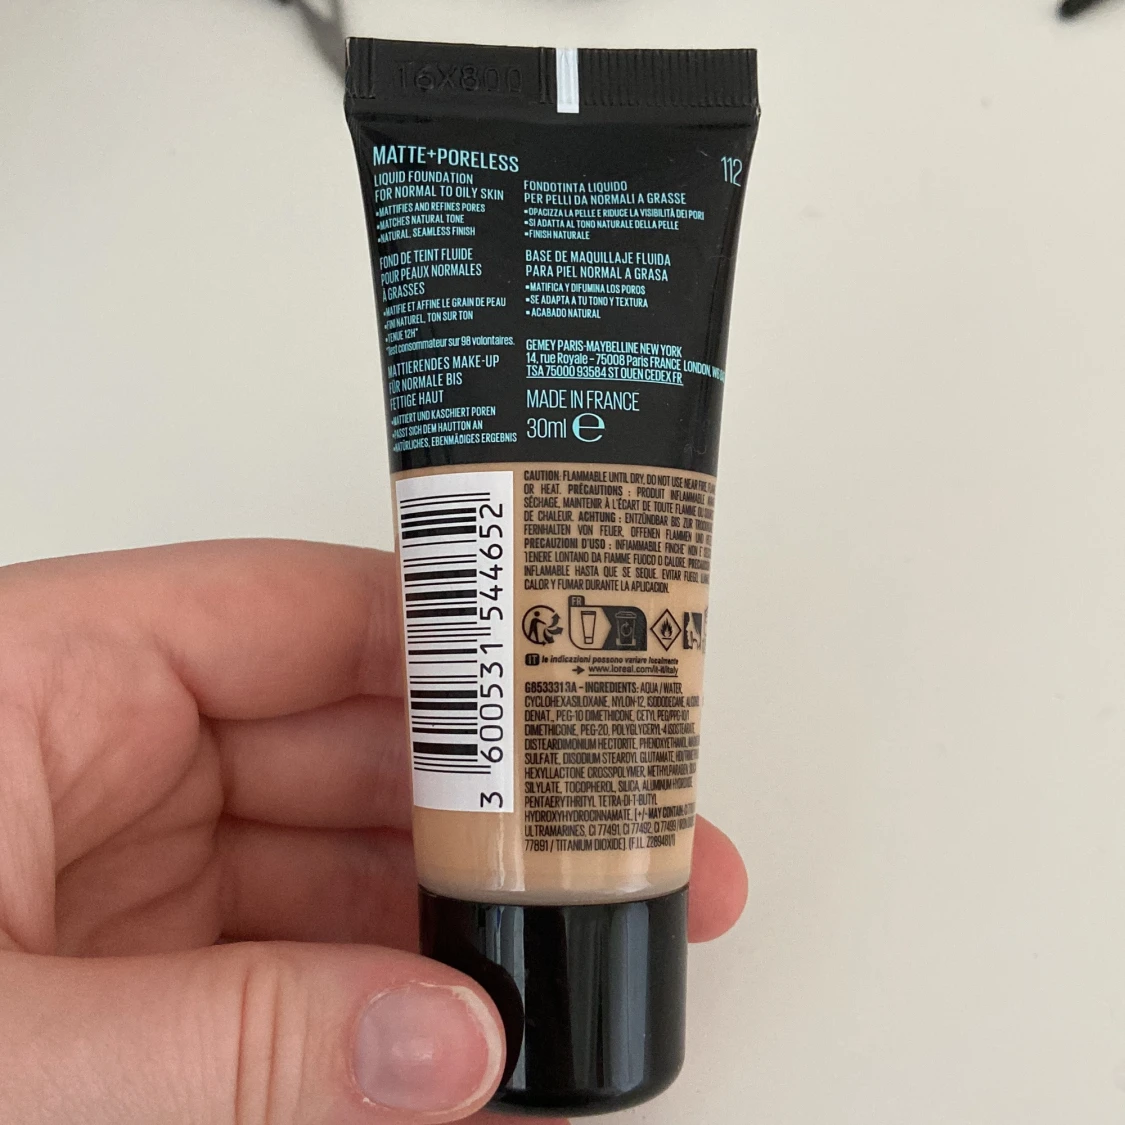 16X800
112
MATTE+PORELESS
LIQUID FOUNDATION
FOR NORMAL TO OILY SKIN
•MATTIFIES AND REFINES PORES
•MATCHES NATURAL TONE
•NATURAL, SEAMLESS FINISH
FOND DE TEINT FLUIDE
POUR PEAUX NORMALES
À GRASSES
•MATIFIE ET AFFINE LE GRAIN DE PEAU
•FINI NATUREL, TON SUR TON
•TENUE 12H*
*Test consommateur sur 98 volontaires.
MATTIERENDES MAKE-UP
FÜR NORMALE BIS
FETTIGE HAUT
•MATTIERT UND KASCHIERT POREN
•PASST SICH DEM HAUTTON AN
•NATÜRLICHES, EBENMÄßIGES ERGEBNIS
FONDOTINTA LIQUIDO
PER PELLI DA NORMALI A GRASSE
•OPACIZZA LA PELLE E RIDUCE LA VISIBILITÀ DEI PORI
•SI ADATTA AL TONO NATURALE DELLA PELLE
•FINISH NATURALE
BASE DE MAQUILLAJE FLUIDA
PARA PIEL NORMAL A GRASA
•MATIFICA Y DIFUMINA LOS POROS
•SE ADAPTA A TU TONO Y TEXTURA
•ACABADO NATURAL
GEMEY PARIS-MAYBELLINE NEW YORK
14, rue Royale - 75008 Paris FRANCE LONDON,
TSA 75000 93584 ST OUEN CEDEX FR
MADE IN FRANCE
30ml e
3 600531 544652
CAUTION: FLAMMABLE UNTIL DRY, DO NOT USE NEAR FIRE,
OR HEAT. PRÉCAUTIONS : PRODUIT INFLAMMABLE
SÉCHAGE, MAINTENIR À L'ÉCART DE TOUTE FLAMME OU
DE CHALEUR. ACHTUNG : ENTZÜNDBAR BIS ZUR
FERNHALTEN VON FEUER, OFFENEN FLAMMEN UND
PRECAUZIONI D'USO : INFIAMMABILE FINCHE' NON E'
TENERE LONTANO DA FIAMME FUOCO O CALORE.
INFLAMABLE HASTA QUE SE SEQUE. EVITAR FUEGO,
CALOR Y FUMAR DURANTE LA APLICACIÓN.
FR
IT le indicazioni possono variare localmente
→ www.loreal.com/it-it/italy
G8533313A - INGREDIENTS: AQUA / WATER,
CYCLOHEXASILOXANE, NYLON-12, ISODODECANE, ALCOHOL
DENAT., PEG-10 DIMETHICONE, CETYL PEG/PPG-10/1
DIMETHICONE, PEG-20, POLYGLYCERYL-4 ISOSTEARATE,
DISTEARDIMONIUM HECTORITE, PHENOXYETHANOL,
SULFATE, DISODIUM STEAROYL GLUTAMATE,
HEXYLLACTONE CROSSPOLYMER, METHYLPARABEN,
SILYLATE, TOCOPHEROL, SILICA, ALUMINUM HYDROXIDE,
PENTAERYTHRITYL TETRA-DI-T-BUTYL
HYDROXYHYDROCINNAMATE, [+/- MAY CONTAIN:
ULTRAMARINES, CI 77491, CI 77492, CI 77499 /
77891 / TITANIUM DIOXIDE]